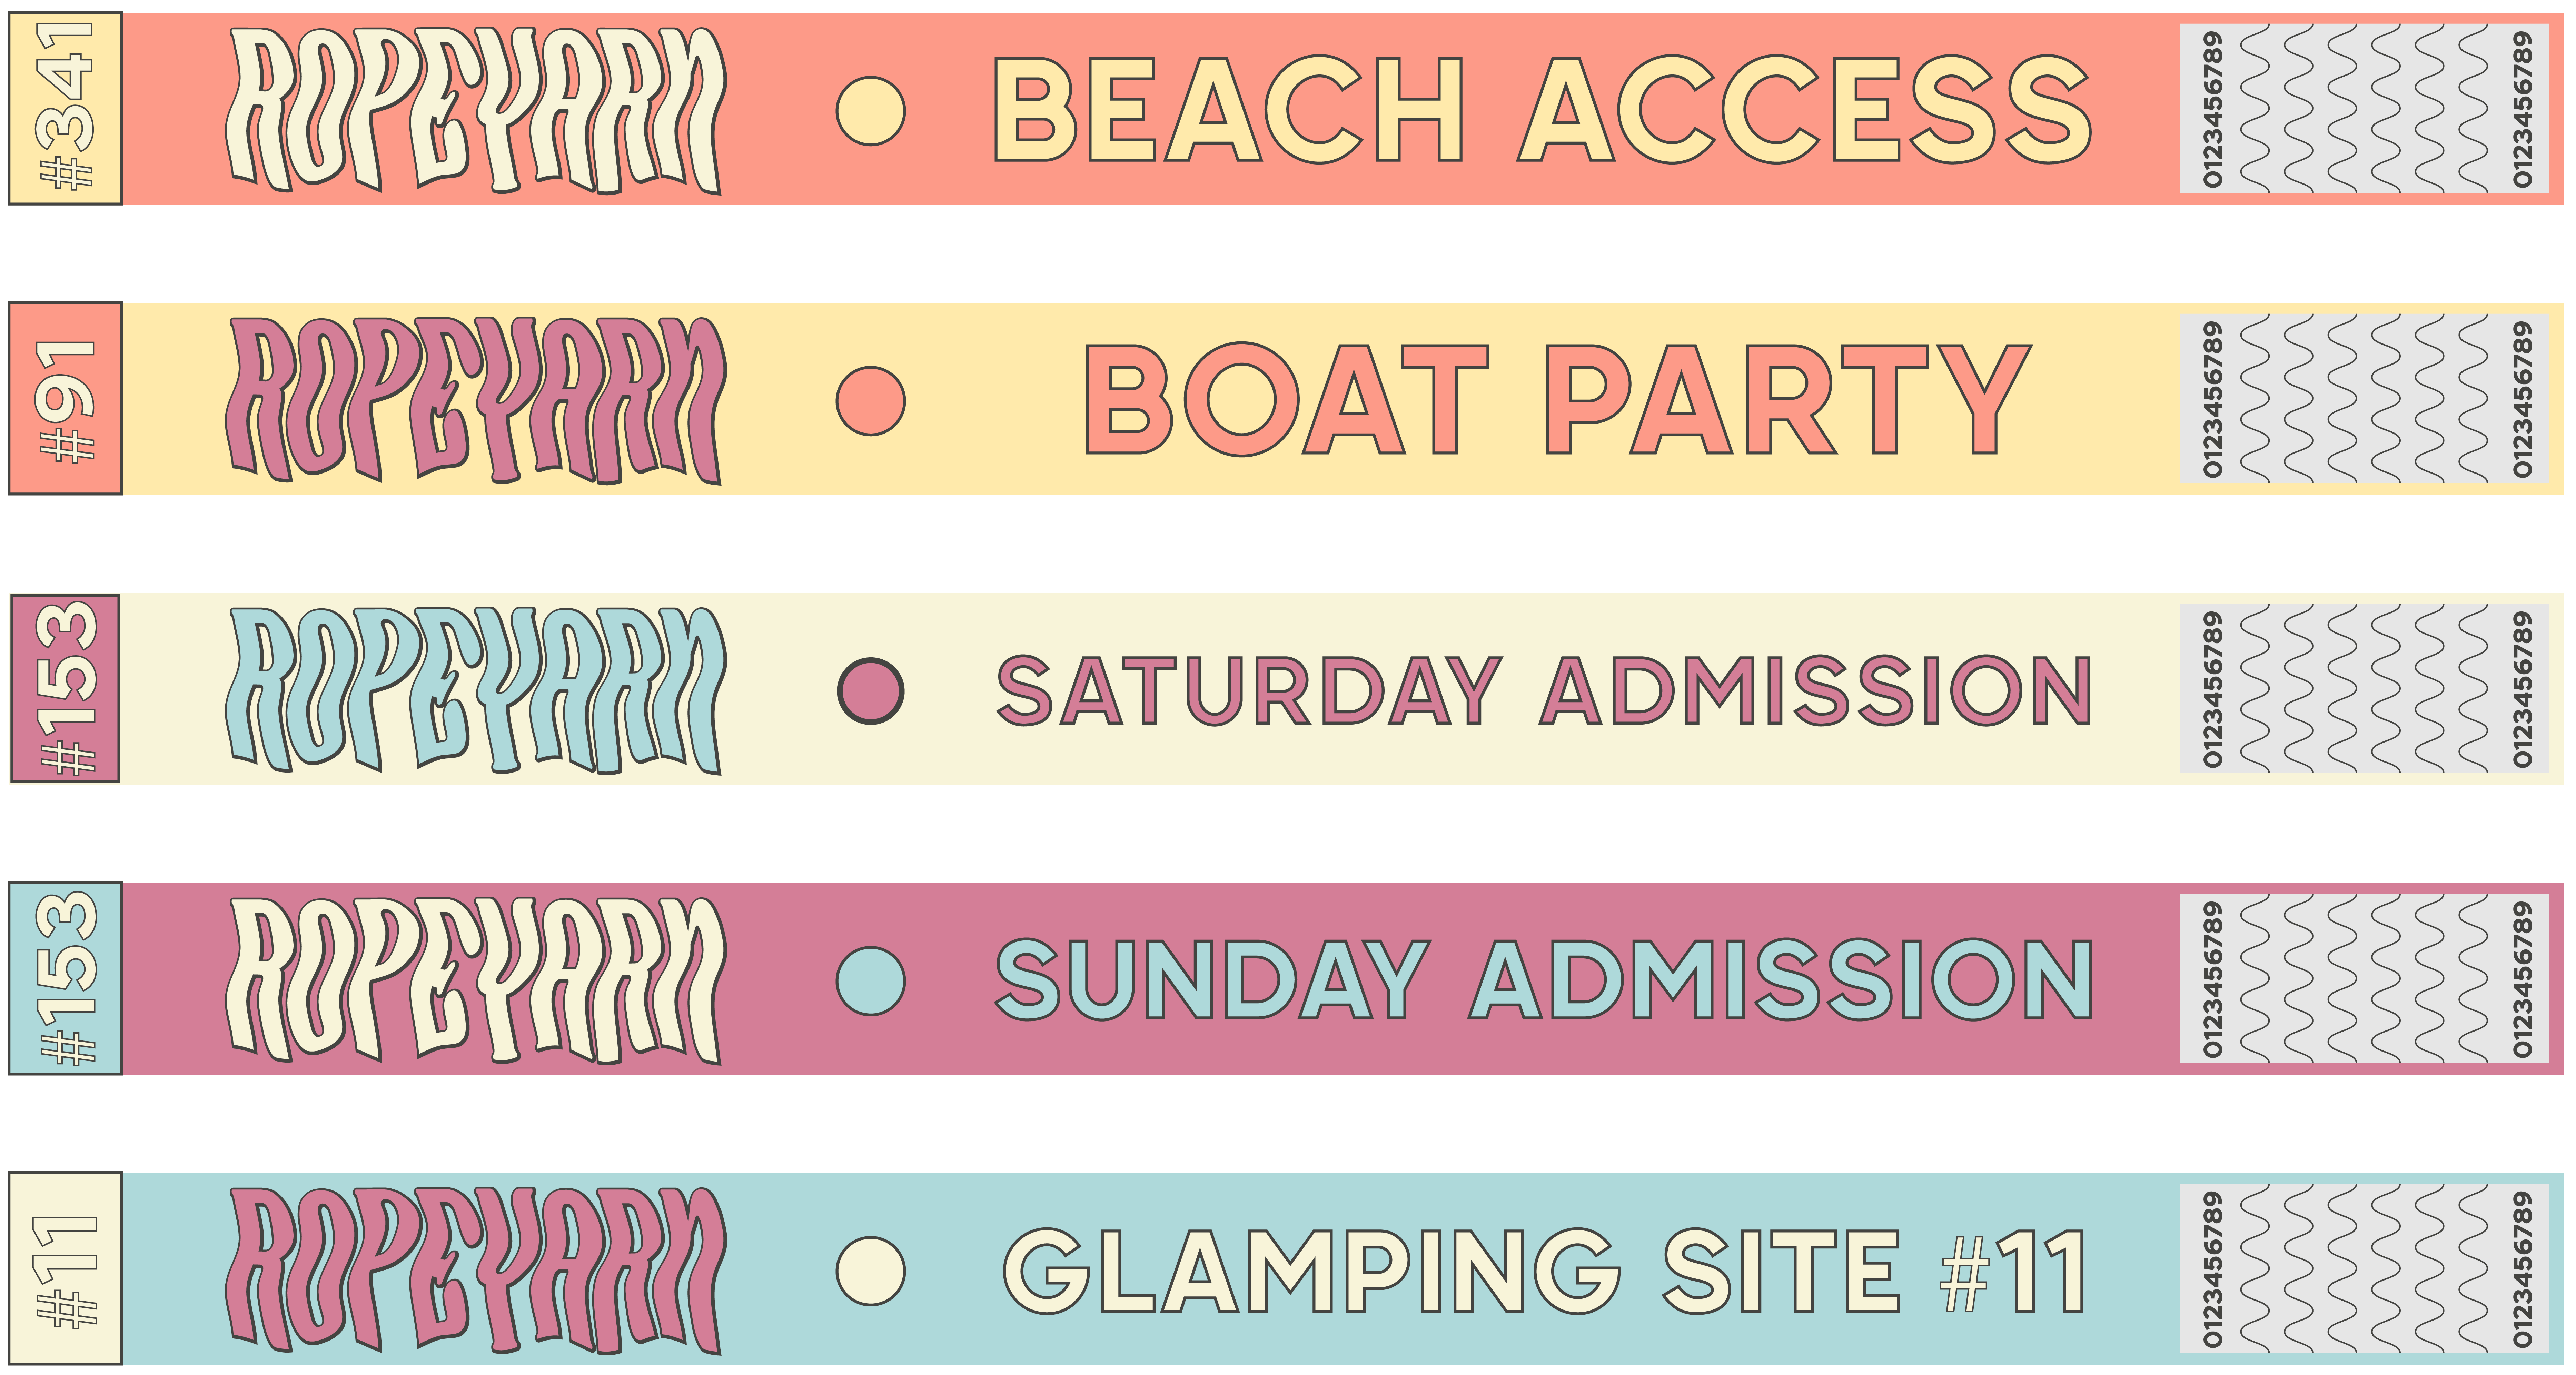 #341 ROPEYARN BEACH ACCESS 0123456789 0123456789
#91 ROPEYARN BOAT PARTY 0123456789 0123456789
#153 ROPEYARN SATURDAY ADMISSION 0123456789 0123456789
#153 ROPEYARN SUNDAY ADMISSION 0123456789 0123456789
#11 ROPEYARN GLAMPING SITE #11 0123456789 0123456789